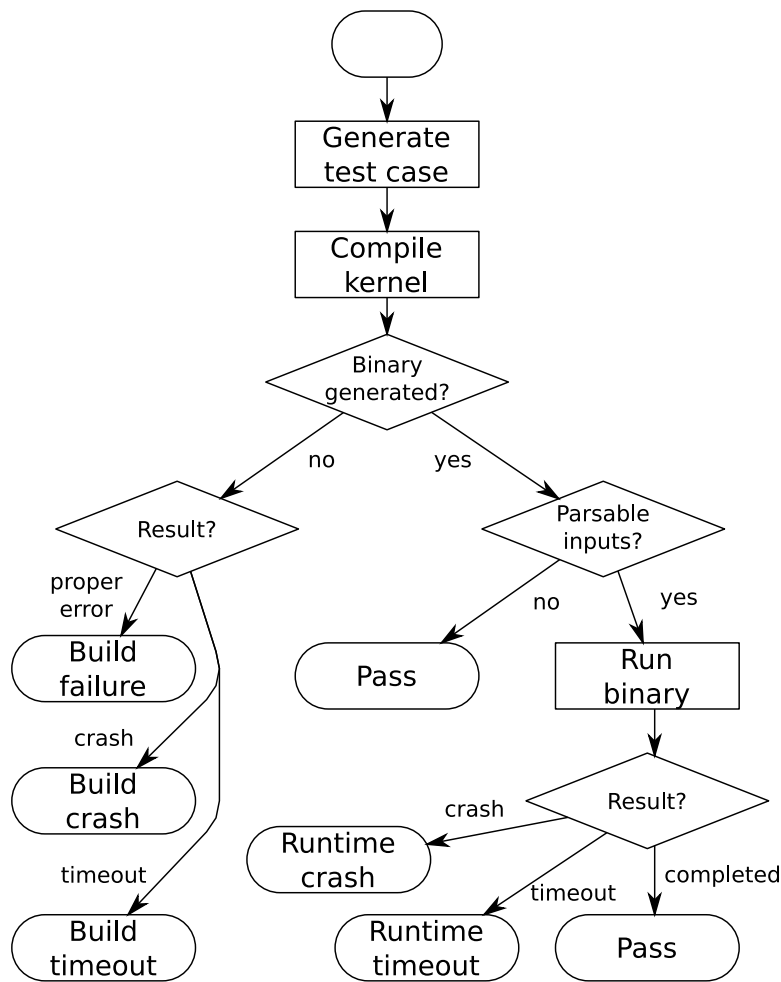 Generate
test case
Compile
kernel
Binary
generated?
no
yes
Result?
Parsable
inputs?
proper
error
no
yes
Build
failure
Pass
Run
binary
crash
Build
crash
Result?
crash
Runtime
crash
timeout
timeout
completed
Build
timeout
Runtime
timeout
Pass